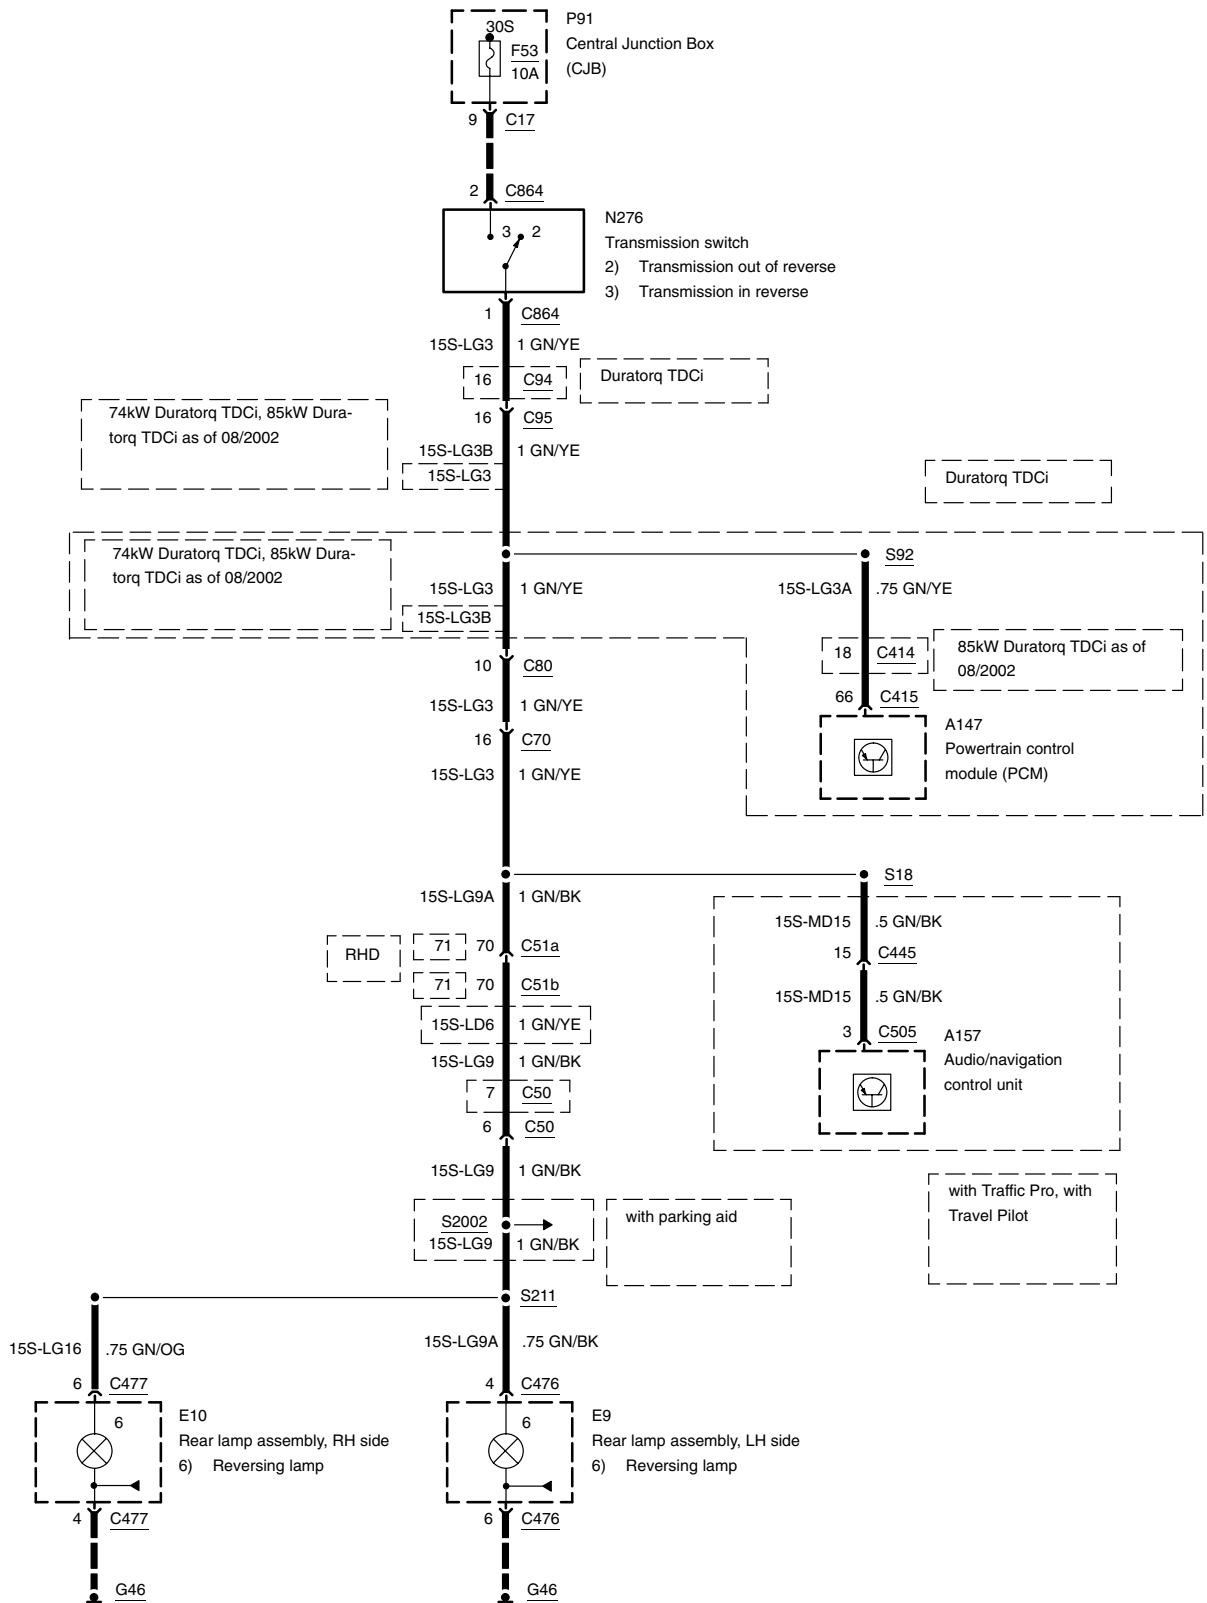 30S
P91
F53
Central Junction Box
10A
(CJB)
9 C17
2 C864
3 2
N276
Transmission switch
2) Transmission out of reverse
3) Transmission in reverse
1 C864
15S-LG3 1 GN/YE
16 C94
Duratorq TDCi
16 C95
74kW Duratorq TDCi, 85kW Dura-
torq TDCi as of 08/2002
15S-LG3B 1 GN/YE
15S-LG3
Duratorq TDCi
74kW Duratorq TDCi, 85kW Dura-
torq TDCi as of 08/2002
S92
15S-LG3 1 GN/YE
15S-LG3A .75 GN/YE
15S-LG3B
18 C414
85kW Duratorq TDCi as of
08/2002
10 C80
66 C415
15S-LG3 1 GN/YE
A147
Powertrain control
module (PCM)
16 C70
15S-LG3 1 GN/YE
S18
15S-LG9A 1 GN/BK
15S-MD15 .5 GN/BK
RHD
71 70 C51a
15 C445
71 70 C51b
15S-MD15 .5 GN/BK
15S-LD6 1 GN/YE
3 C505
A157
Audio/navigation
control unit
15S-LG9 1 GN/BK
7 C50
6 C50
15S-LG9 1 GN/BK
with Traffic Pro, with
Travel Pilot
S2002
with parking aid
15S-LG9 1 GN/BK
S211
15S-LG16 .75 GN/OG
15S-LG9A .75 GN/BK
6 C477
4 C476
6
E10
Rear lamp assembly, RH side
6) Reversing lamp
6
E9
Rear lamp assembly, LH side
6) Reversing lamp
4 C477
6 C476
G46
G46